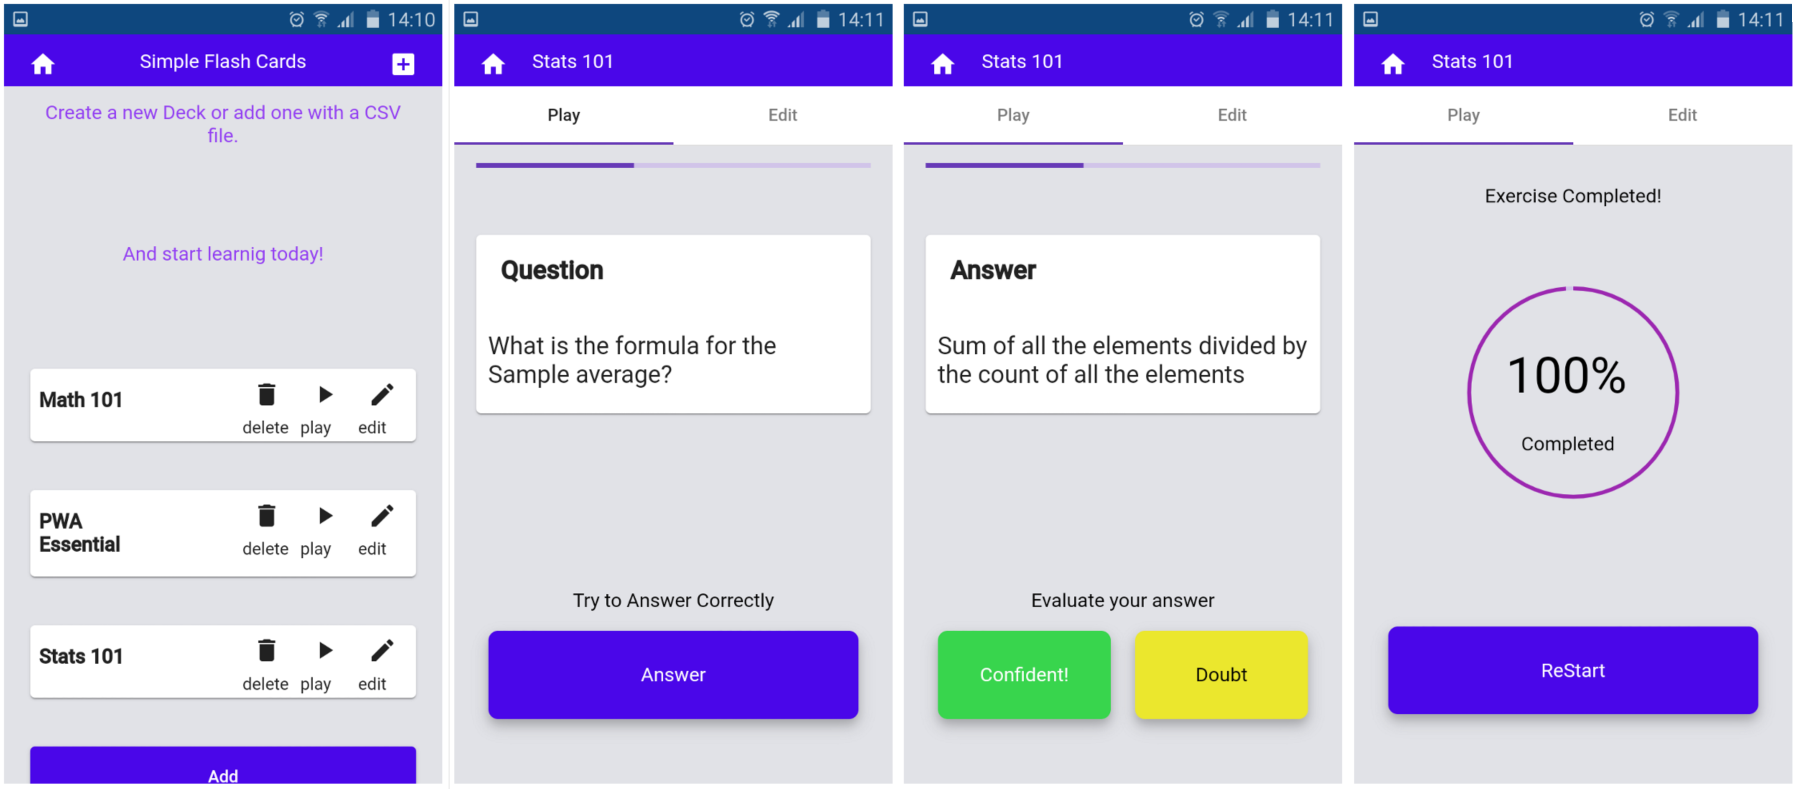 14:10
Simple Flash Cards
Create a new Deck or add one with a CSV
file.
And start learnig today!
Math 101
delete play edit
PWA
Essential
delete play edit
Stats 101
delete play edit
Add
14:11
Stats 101
Play Edit
Question
What is the formula for the
Sample average?
Try to Answer Correctly
Answer
14:11
Stats 101
Play Edit
Answer
Sum of all the elements divided by
the count of all the elements
Evaluate your answer
Confident! Doubt
14:11
Stats 101
Play Edit
Exercise Completed!
100%
Completed
ReStart